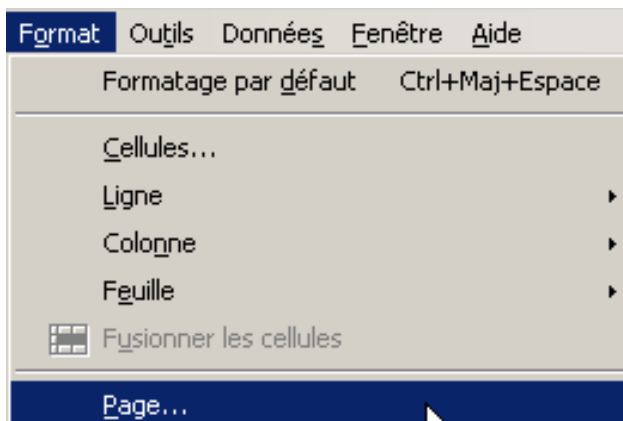 Format Outils Données Fenêtre Aide
Formatage par défaut Ctrl+Maj+Espace
Cellules...
Ligne
Colonne
Feuille
Fusionner les cellules
Page...